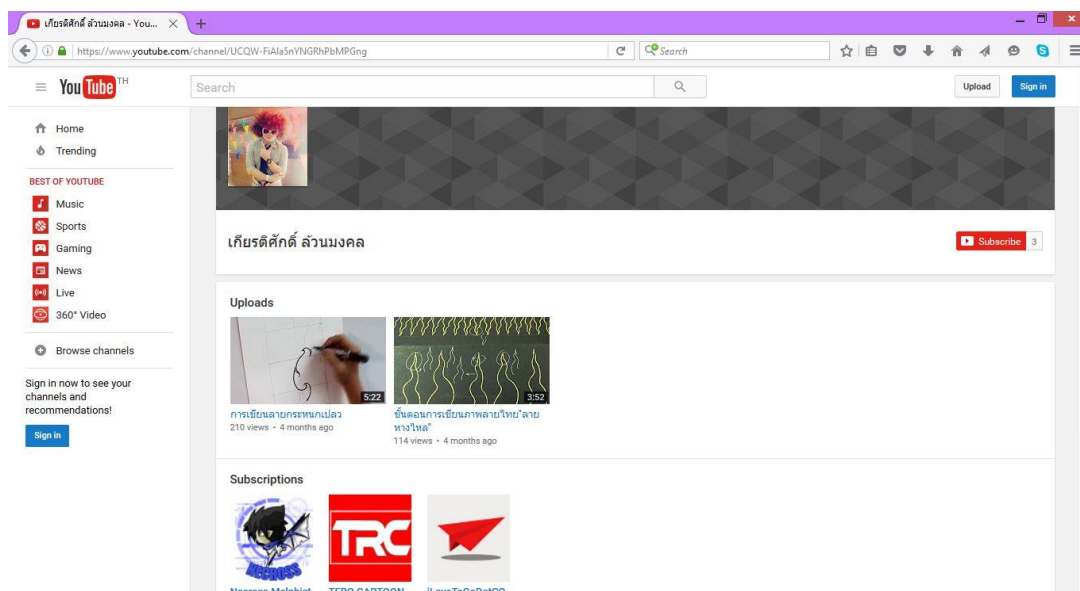 เกียรติศักดิ์ ล้วนมงคล - You...
https://www.youtube.com/channel/UCQW-FiAla5nYNGRhPbMPGng
Search
YouTube TH
Search
Upload
Sign in
Home
Trending
BEST OF YOUTUBE
Music
Sports
Gaming
News
Live
360° Video
Browse channels
Sign in now to see your
channels and
recommendations!
Sign in
เกียรติศักดิ์ ล้วนมงคล
Subscribe 3
Uploads
5:22
การเขียนลายกระหนกเปลว
210 views • 4 months ago
3:52
ขั้นตอนการเขียนภาพลายไทย"ลาย
หางไหล"
114 views • 4 months ago
Subscriptions
NECROSS
TRC
Necross Melphist
TERO CARTOON
iLoveToGoDotCO